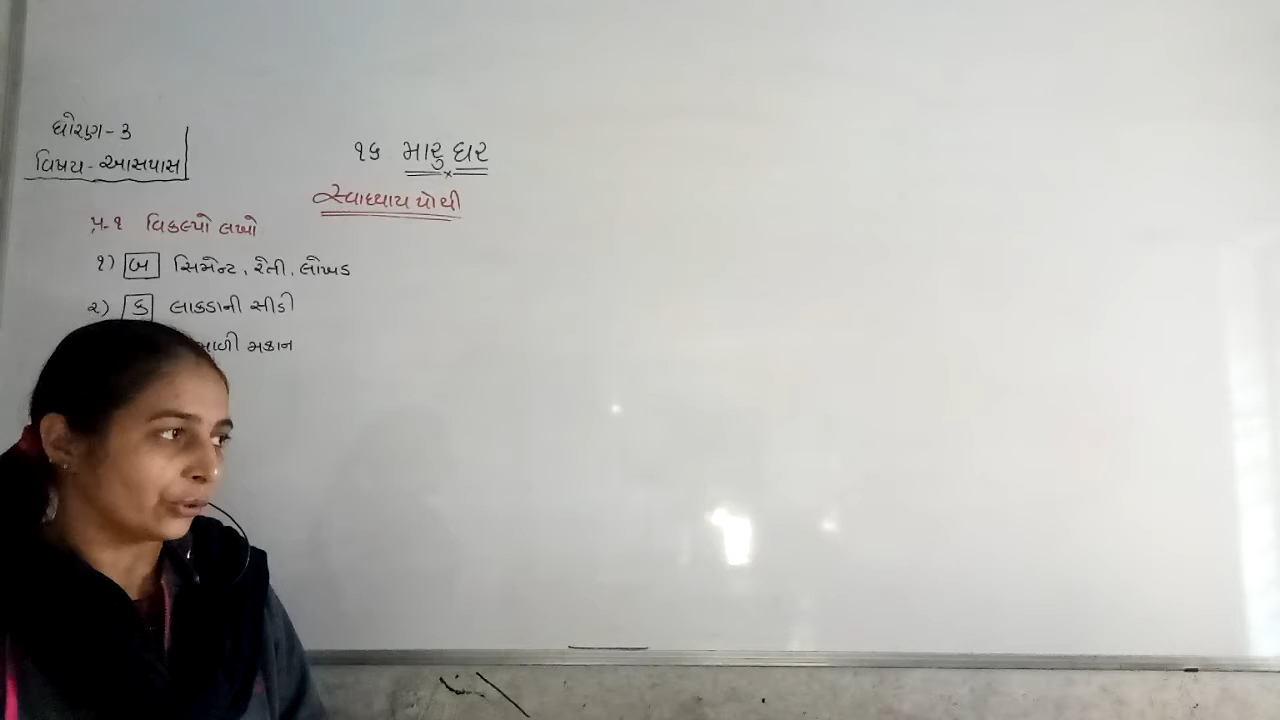 ધોરણ - ૩
વિષય - આસપાસ
૧૬ મારુ ઘર
સ્વાધ્યાય પોથી
પ્ર-૧ વિકલ્પો લખો
૧) બ સિમેન્ટ, રેતી, લોખંડ
૨) ક લાકડાની સીડી
મકાન